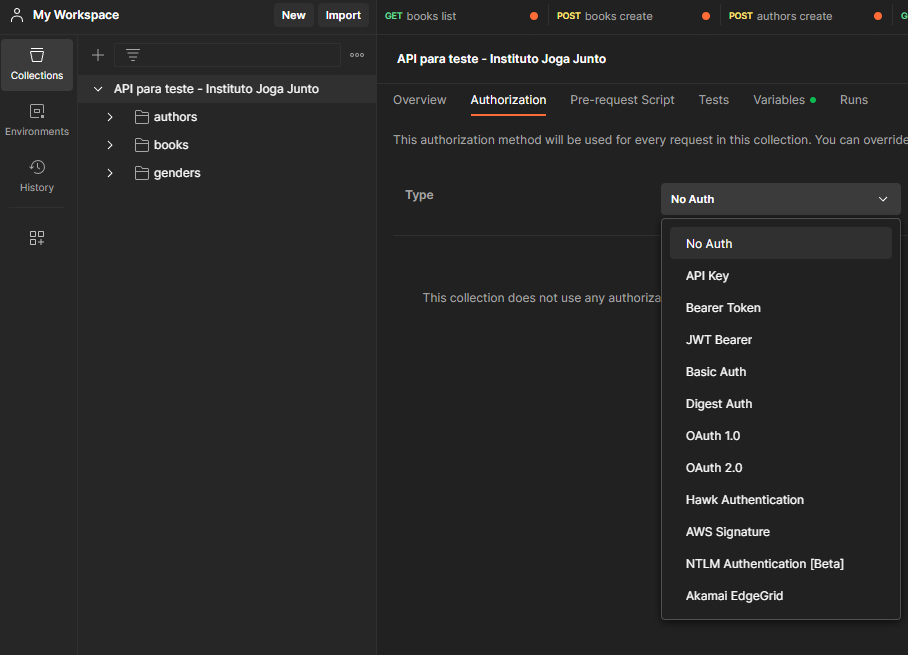 My Workspace
New
Import
GET books list
POST books create
POST authors create
Collections
Environments
History
API para teste - Instituto Joga Junto
authors
books
genders
API para teste - Instituto Joga Junto
Overview
Authorization
Pre-request Script
Tests
Variables
Runs
This authorization method will be used for every request in this collection. You can override
Type
No Auth
This collection does not use any
No Auth
API Key
Bearer Token
JWT Bearer
Basic Auth
Digest Auth
OAuth 1.0
OAuth 2.0
Hawk Authentication
AWS Signature
NTLM Authentication [Beta]
Akamai EdgeGrid